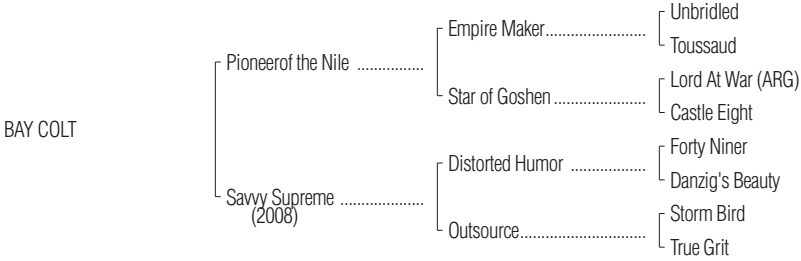 Unbridled
Empire Maker.........................
Toussaud
Pioneerof the Nile ................
Lord At War (ARG)
Star of Goshen.......................
Castle Eight
BAY COLT
Forty Niner
Distorted Humor ...................
Danzig's Beauty
Savvy Supreme ....................
(2008)
Storm Bird
Outsource...............................
True Grit